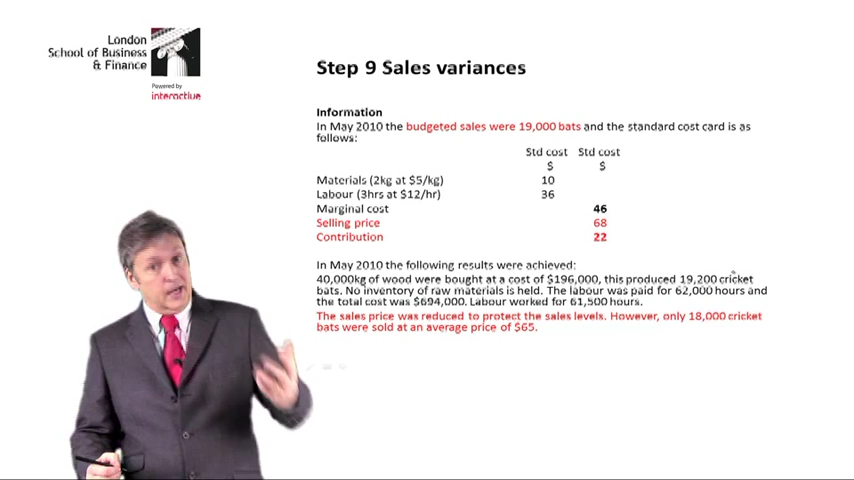 London
School of Business
& Finance
Powered by
interactive
Step 9 Sales variances
Information
In May 2010 the budgeted sales were 19,000 bats and the standard cost card is as
follows:
Std cost Std cost
$ $
Materials (2kg at $5/kg) 10
Labour (3hrs at $12/hr) 36
Marginal cost 46
Selling price 68
Contribution 22
In May 2010 the following results were achieved:
40,000kg of wood were bought at a cost of $196,000, this produced 19,200 cricket
bats. No inventory of raw materials is held. The labour was paid for 62,000 hours and
the total cost was $694,000. Labour worked for 61,500 hours.
The sales price was reduced to protect the sales levels. However, only 18,000 cricket
bats were sold at an average price of $65.